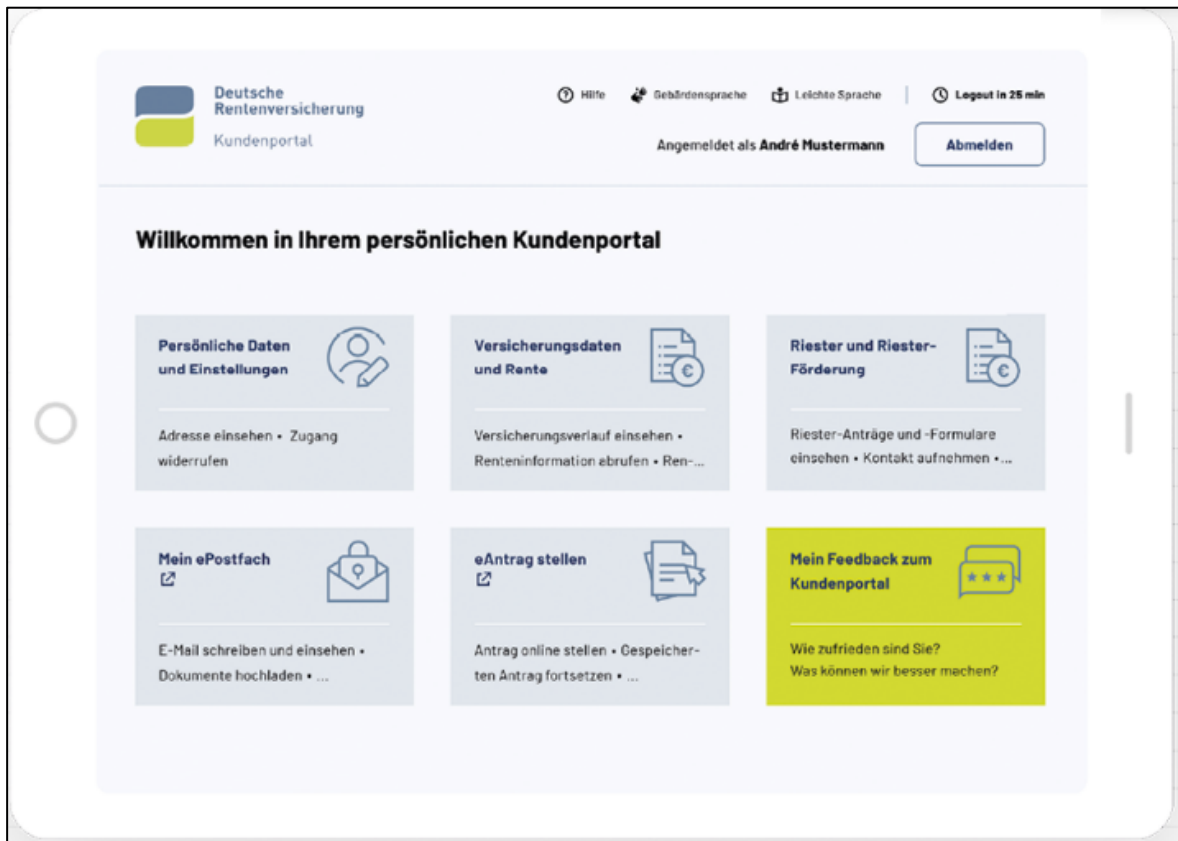 Deutsche
Rentenversicherung
Kundenportal
Hilfe
Gebärdensprache
Leichte Sprache
Logout in 25 min
Angemeldet als André Mustermann
Abmelden
Willkommen in Ihrem persönlichen Kundenportal
Persönliche Daten
und Einstellungen
Adresse einsehen • Zugang
widerrufen
Versicherungsdaten
und Rente
Versicherungsverlauf einsehen •
Renteninformation abrufen • Ren-...
Riester und Riester-
Förderung
Riester-Anträge und -Formulare
einsehen • Kontakt aufnehmen •...
Mein ePostfach
E-Mail schreiben und einsehen •
Dokumente hochladen • ...
eAntrag stellen
Antrag online stellen • Gespeicher-
ten Antrag fortsetzen • ...
Mein Feedback zum
Kundenportal
Wie zufrieden sind Sie?
Was können wir besser machen?